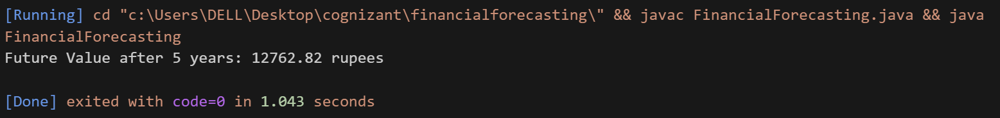 [Running] cd "c:\Users\DELL\Desktop\cognizant\financialforecasting\" && javac FinancialForecasting.java && java
FinancialForecasting
Future Value after 5 years: 12762.82 rupees
[Done] exited with code=0 in 1.043 seconds